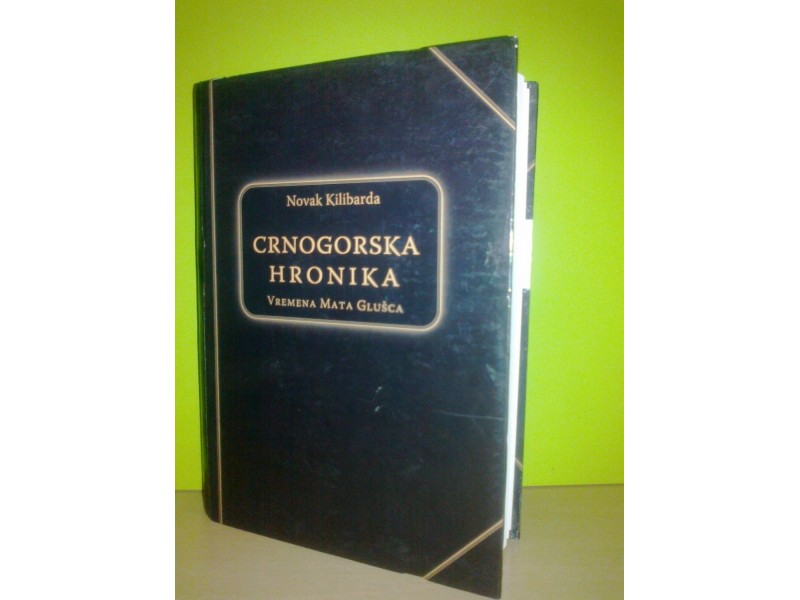 Novak Kilibarda
CRNOGORSKA
HRONIKA
VREMENA MATA GLUŠCA